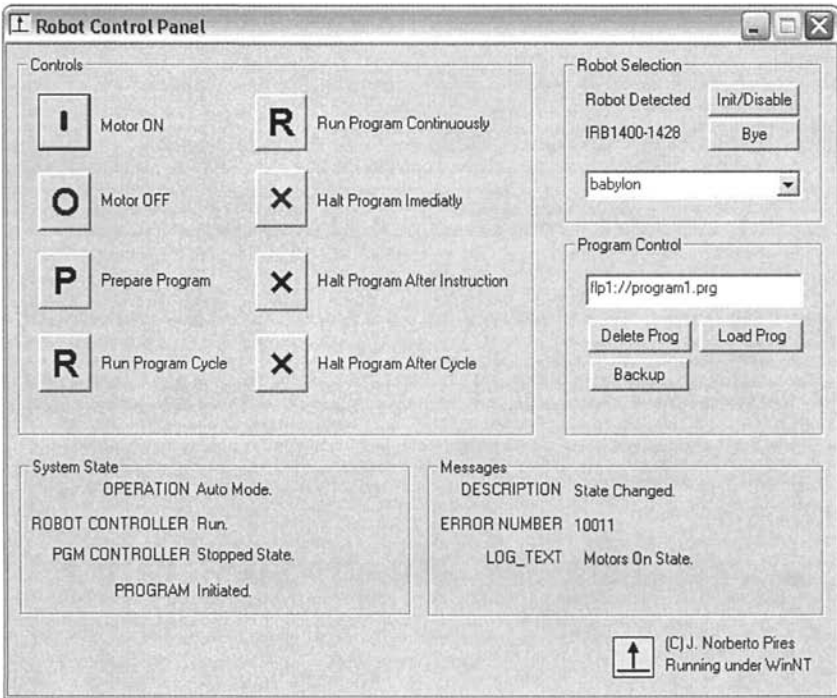 Robot Control Panel
Controls
I
Motor ON
R
Run Program Continuously
O
Motor OFF
X
Halt Program Imediatly
P
Prepare Program
X
Halt Program After Instruction
R
Run Program Cycle
X
Halt Program After Cycle
Robot Selection
Robot Detected
Init/Disable
IRB1400-1428
Bye
babylon
Program Control
flp1://program1.prg
Delete Prog
Load Prog
Backup
System State
OPERATION Auto Mode.
ROBOT CONTROLLER Run.
PGM CONTROLLER Stopped State.
PROGRAM Initiated.
Messages
DESCRIPTION State Changed.
ERROR NUMBER 10011
LOG_TEXT Motors On State.
(C) J. Norberto Pires
Running under WinNT